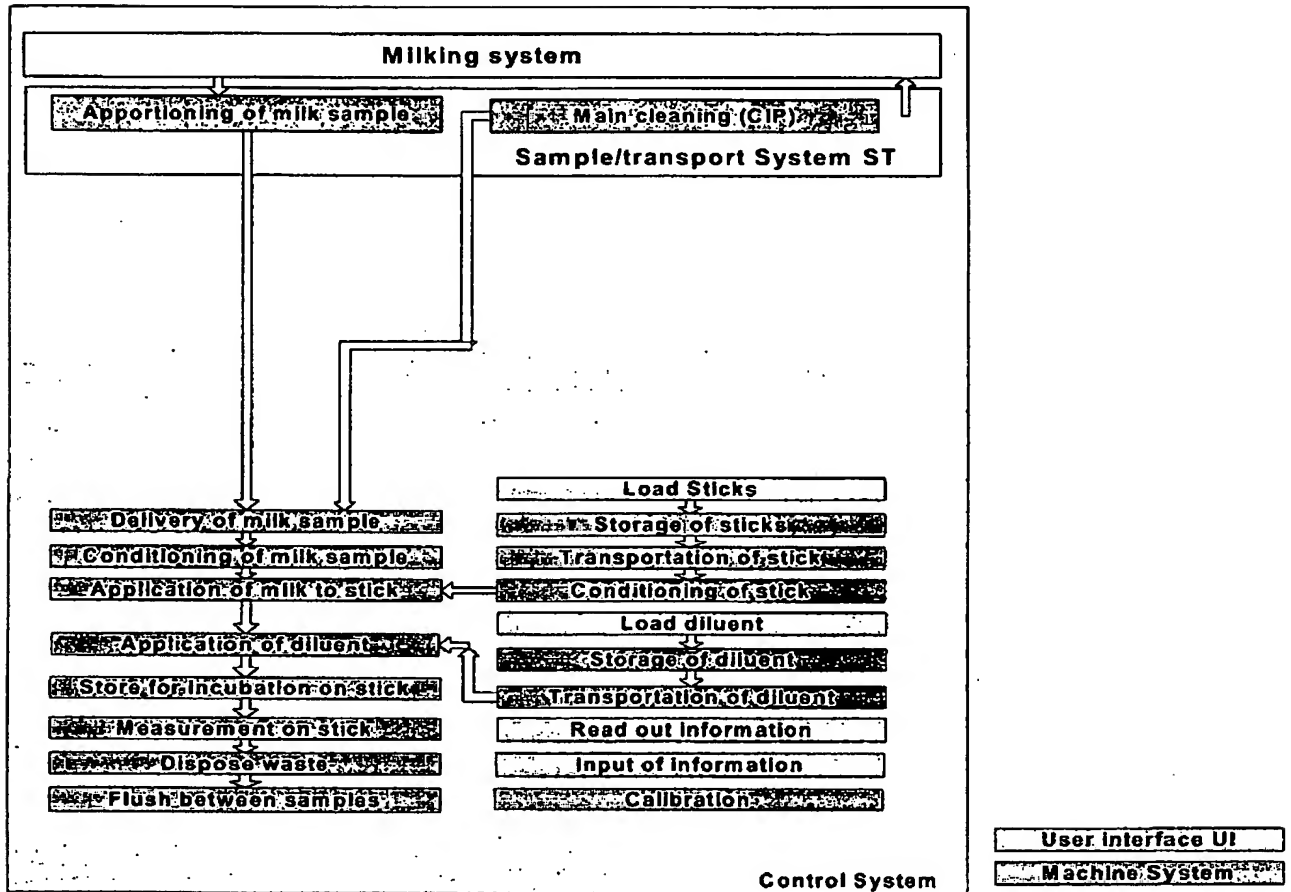 Milking system
Apportioning of milk sample
Main cleaning (CIP)
Sample/transport System ST
Delivery of milk sample
Conditioning of milk sample
Application of milk to stick
Application of diluent
Store for incubation on stick
Measurement on stick
Dispose waste
Flush between samples
Load Sticks
Storage of sticks
Transportation of stick
Conditioning of stick
Load diluent
Storage of diluent
Transportation of diluent
Read out information
Input of information
Calibration
Control System
User interface UI
Machine System